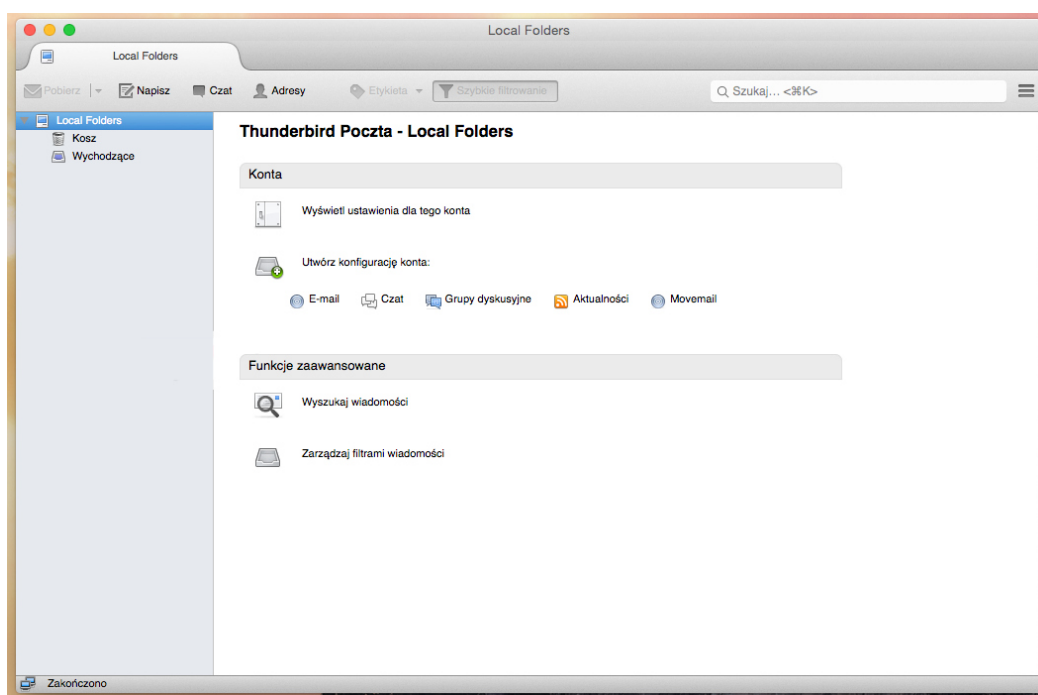 Local Folders
Local Folders
Pobierz Napisz Czat Adresy Etykieta Szybkie filtrowanie Szukaj... <⌘K>
Local Folders
Kosz
Wychodzące
Thunderbird Poczta - Local Folders
Konta
Wyświetl ustawienia dla tego konta
Utwórz konfigurację konta:
E-mail Czat Grupy dyskusyjne Aktualności Movemail
Funkcje zaawansowane
Wyszukaj wiadomości
Zarządzaj filtrami wiadomości
Zakończono